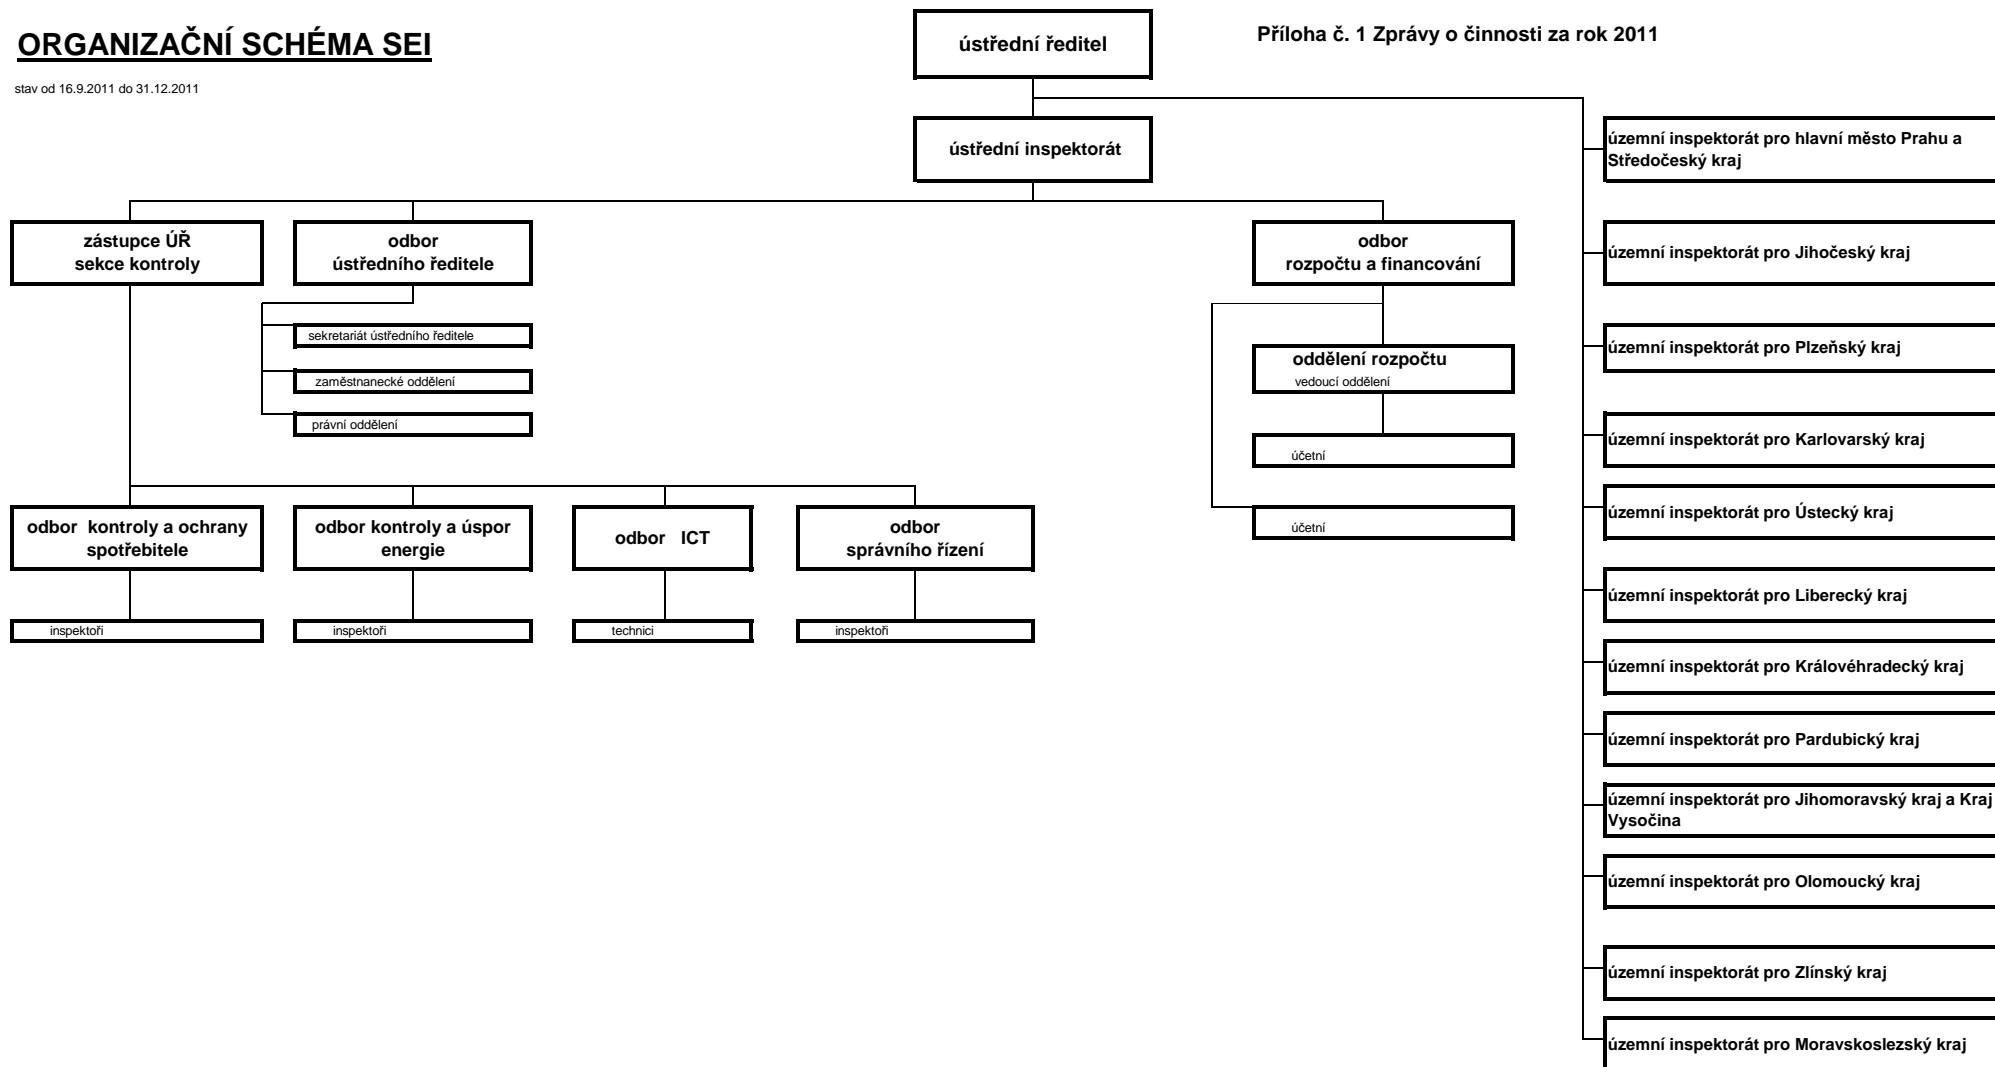 ORGANIZAČNÍ SCHÉMA SEI
stav od 16.9.2011 do 31.12.2011
Příloha č. 1 Zprávy o činnosti za rok 2011
ústřední ředitel
ústřední inspektorát
zástupce ÚŘ
sekce kontroly
odbor
ústředního ředitele
sekretariát ústředního ředitele
zaměstnanecké oddělení
právní oddělení
odbor
rozpočtu a financování
oddělení rozpočtu
vedoucí oddělení
účetní
účetní
odbor  kontroly a ochrany
spotřebitele
inspektoři
odbor kontroly a úspor
energie
inspektoři
odbor   ICT
technici
odbor
správního řízení
inspektoři
územní inspektorát pro hlavní město Prahu a
Středočeský kraj
územní inspektorát pro Jihočeský kraj
územní inspektorát pro Plzeňský kraj
územní inspektorát pro Karlovarský kraj
územní inspektorát pro Ústecký kraj
územní inspektorát pro Liberecký kraj
územní inspektorát pro Královéhradecký kraj
územní inspektorát pro Pardubický kraj
územní inspektorát pro Jihomoravský kraj a Kraj
Vysočina
územní inspektorát pro Olomoucký kraj
územní inspektorát pro Zlínský kraj
územní inspektorát pro Moravskoslezský kraj